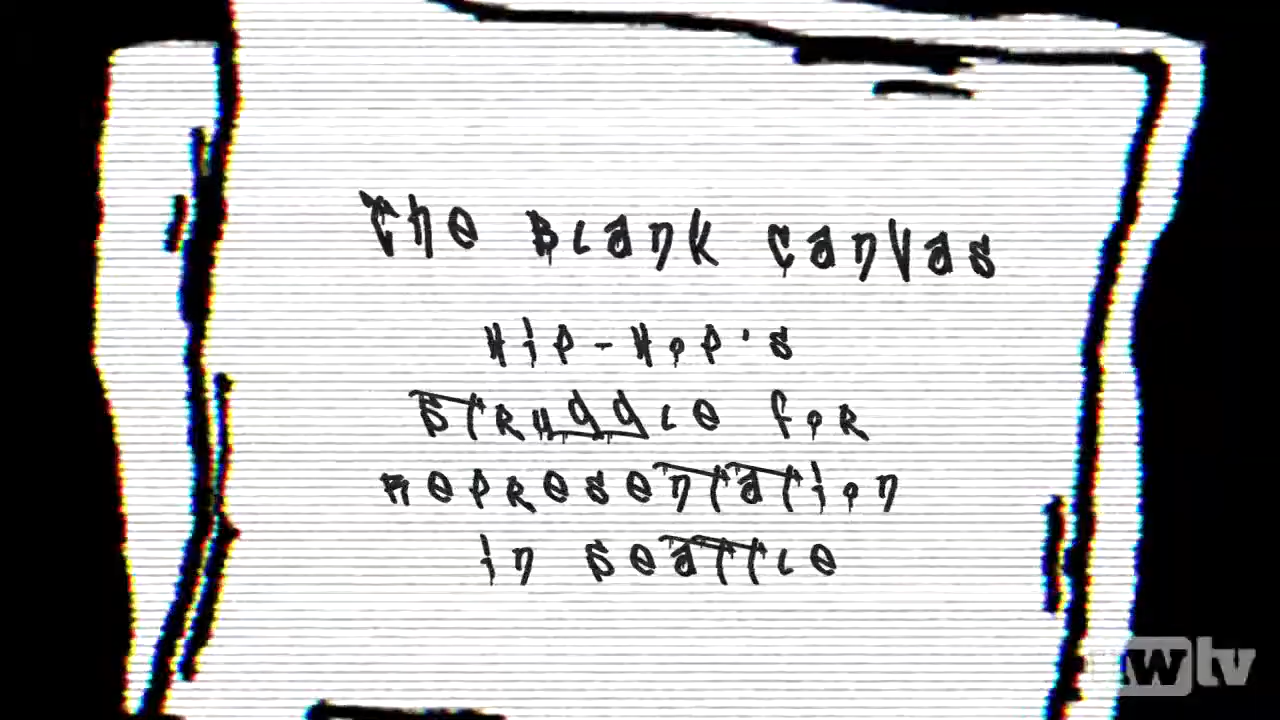 The Blank Canvas
Hip-Hop's
Struggle for
Representation
in Seattle
uwtv